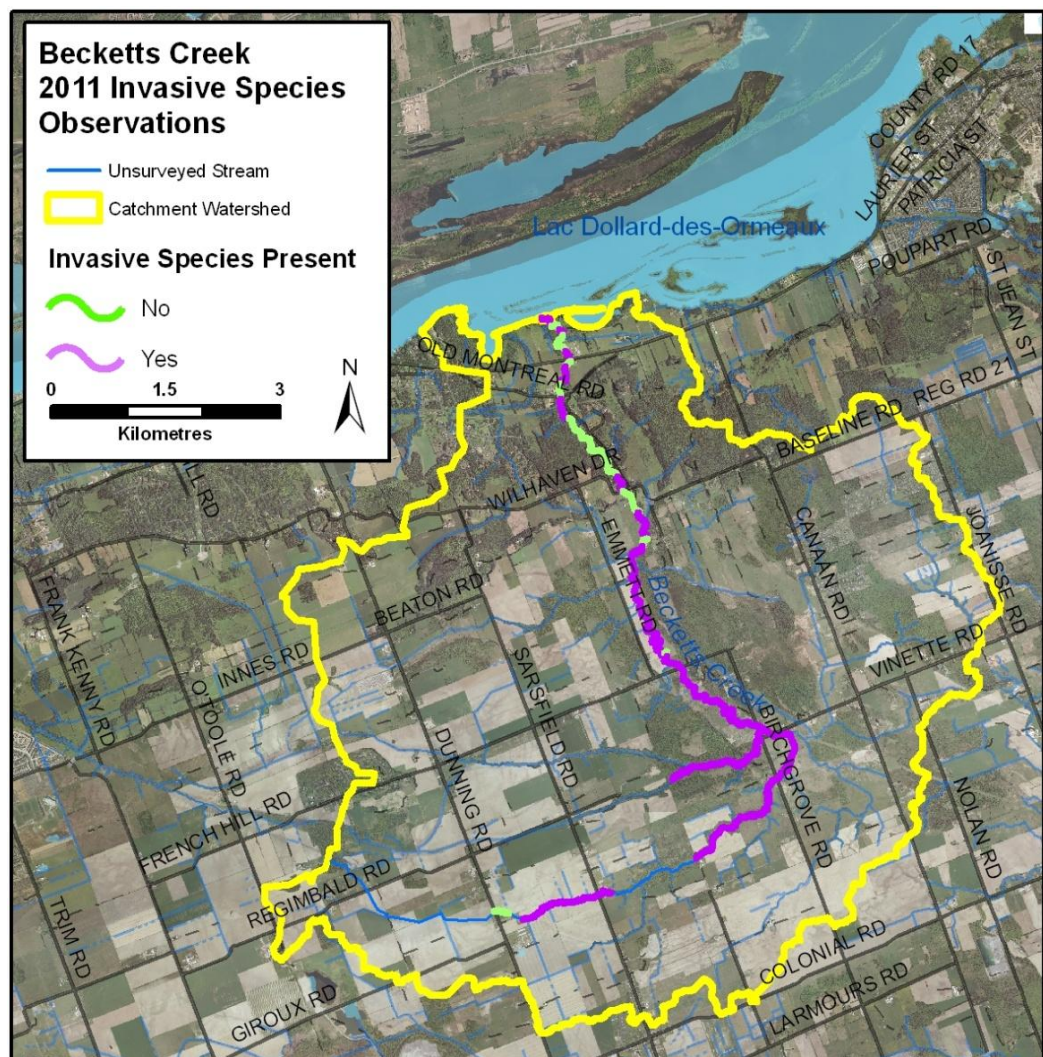 Becketts Creek
2011 Invasive Species
Observations
Unsurveyed Stream
Catchment Watershed
Invasive Species Present
No
Yes
0 1.5 3
Kilometres
N
COUNTY RD 17
LAURIER ST
PATRICIA ST
Lac Dollard-des-Ormeaux
POUPART RD
ST JEAN ST
OLD MONTREAL RD
REG RD 21
BASELINE RD
WILHAVEN DR
HILL RD
EMMETT RD
CANAAN RD
JOANISSE RD
Becketts Creek
FRANK KENNY RD
BEATON RD
INNES RD
O'TOOLE RD
SARSFIELD RD
VINETTE RD
DUNNING RD
BIRCHGROVE RD
NOLAN RD
FRENCH HILL RD
REGIMBALD RD
TRIM RD
COLONIAL RD
GIROUX RD
LARMOURS RD